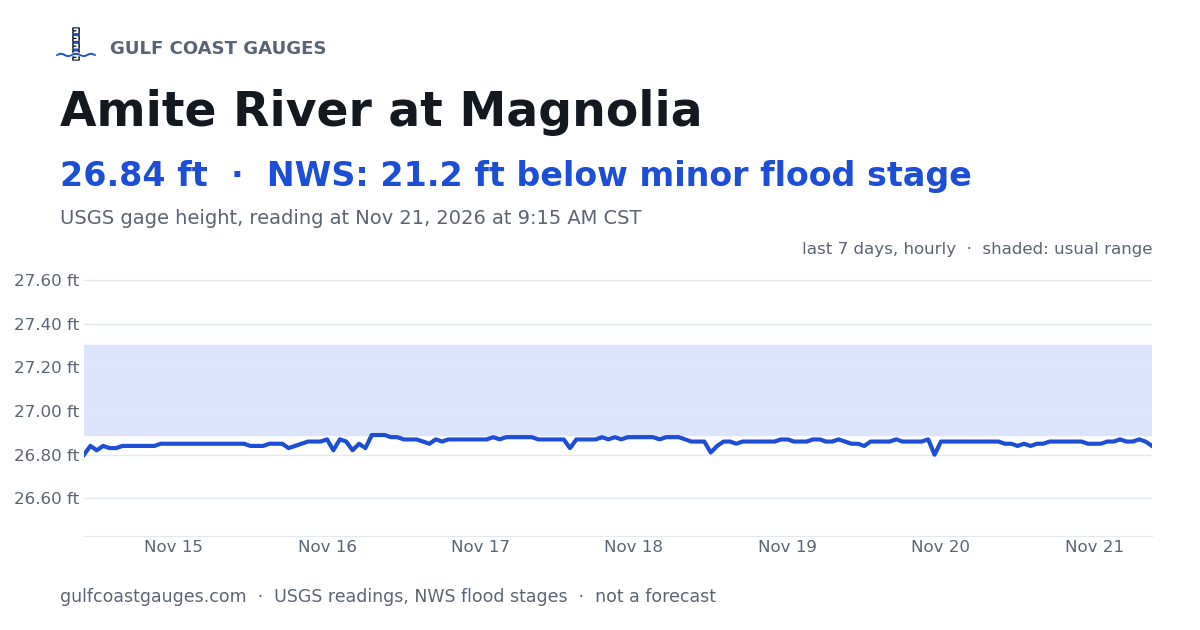 GULF COAST GAUGES
Amite River at Magnolia
26.84 ft · NWS: 21.2 ft below minor flood stage
USGS gage height, reading at Nov 21, 2026 at 9:15 AM CST
last 7 days, hourly · shaded: usual range
27.60 ft
27.40 ft
27.20 ft
27.00 ft
26.80 ft
26.60 ft
Nov 15 Nov 16 Nov 17 Nov 18 Nov 19 Nov 20 Nov 21
gulfcoastgauges.com · USGS readings, NWS flood stages · not a forecast